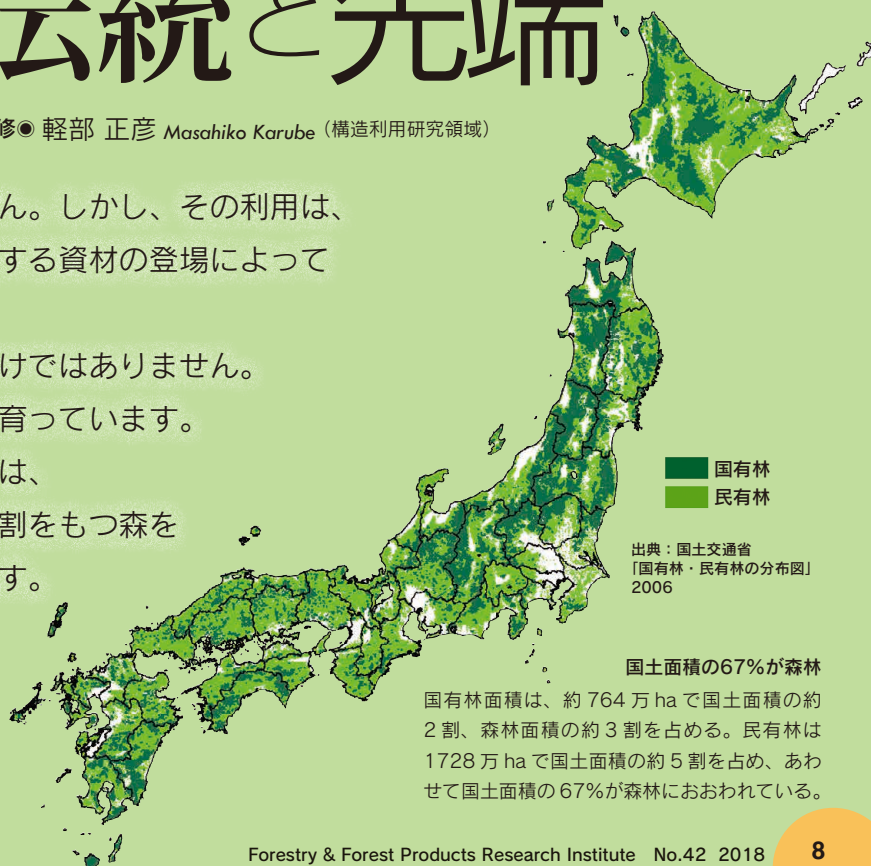 伝統と先端
修◉ 軽部 正彦 Masahiko Karube（構造利用研究領域）
ん。しかし、その利用は、
する資材の登場によって
けではありません。
育っています。
は、
割をもつ森を
す。
国有林
民有林
出典：国土交通省
「国有林・民有林の分布図」
2006
国土面積の67%が森林
国有林面積は、約 764 万 ha で国土面積の約
2 割、森林面積の約 3 割を占める。民有林は
1728 万 ha で国土面積の約 5 割を占め、あわ
せて国土面積の 67%が森林におおわれている。
Forestry & Forest Products Research Institute No.42 2018 8